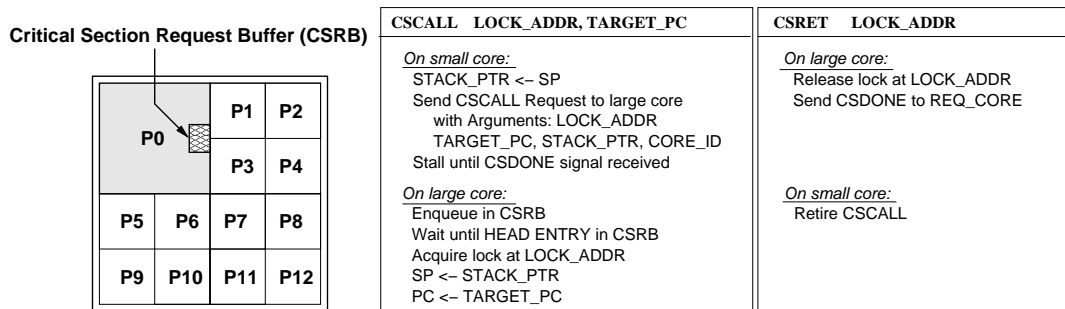 Critical Section Request Buffer (CSRB)
P0
P1 P2
P3 P4
P5 P6 P7 P8
P9 P10 P11 P12
CSCALL LOCK_ADDR, TARGET_PC
On small core:
STACK_PTR <− SP
Send CSCALL Request to large core
with Arguments: LOCK_ADDR
TARGET_PC, STACK_PTR, CORE_ID
Stall until CSDONE signal received
On large core:
Enqueue in CSRB
Wait until HEAD ENTRY in CSRB
Acquire lock at LOCK_ADDR
SP <− STACK_PTR
PC <− TARGET_PC
CSRET LOCK_ADDR
On large core:
Release lock at LOCK_ADDR
Send CSDONE to REQ_CORE
On small core:
Retire CSCALL